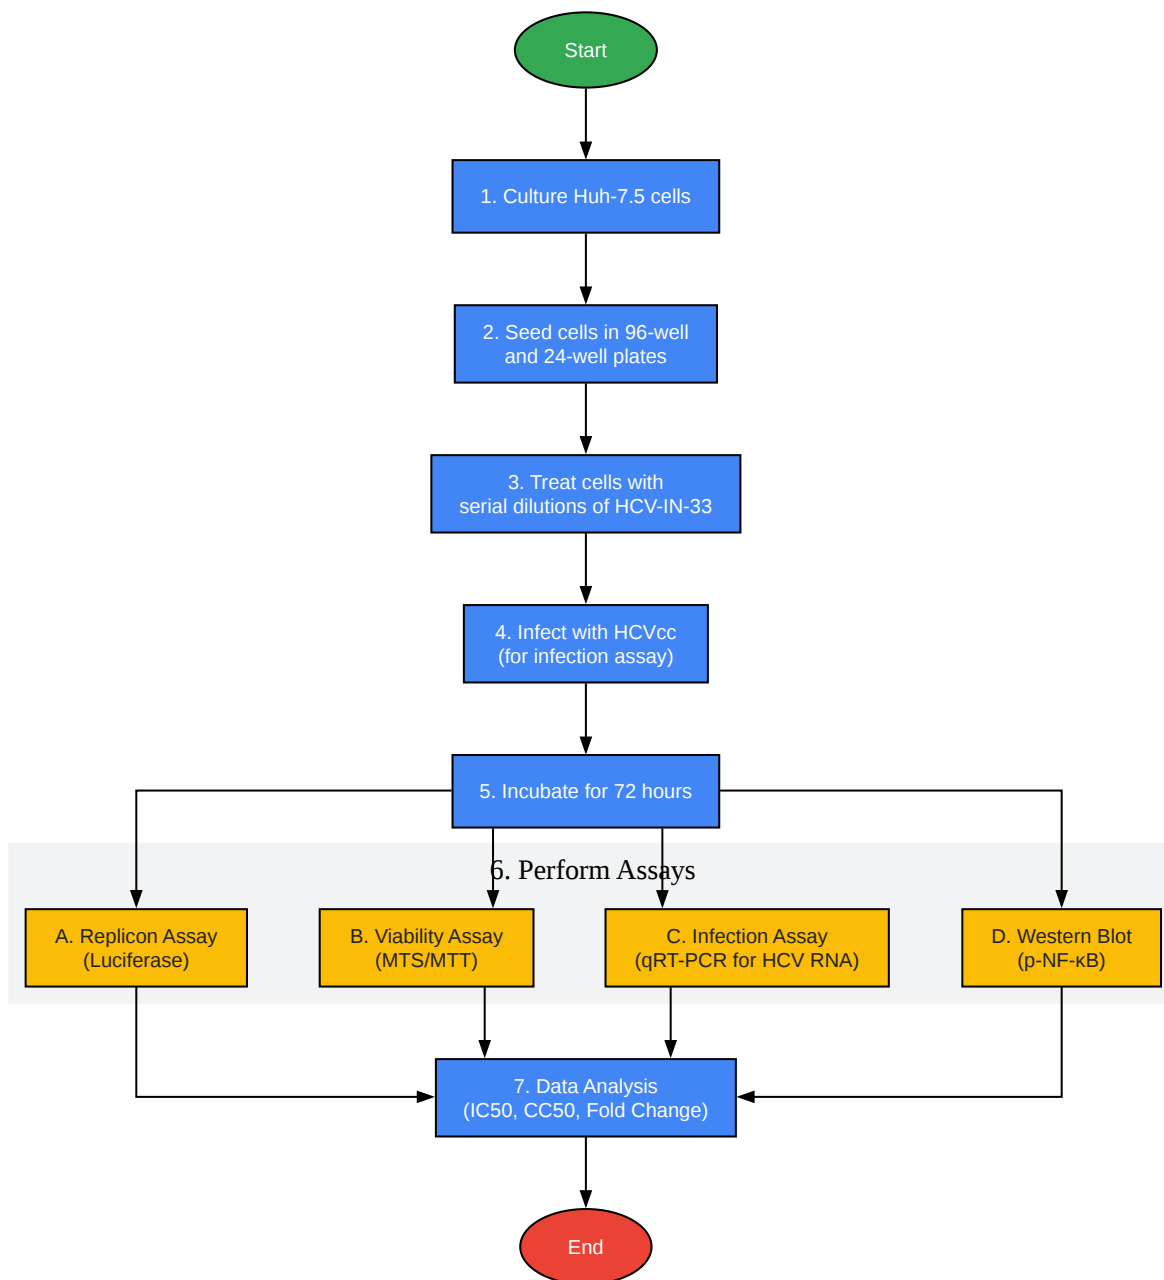 Start
1. Culture Huh-7.5 cells
2. Seed cells in 96-well
and 24-well plates
3. Treat cells with
serial dilutions of HCV-IN-33
4. Infect with HCVcc
(for infection assay)
5. Incubate for 72 hours
6. Perform Assays
A. Replicon Assay
(Luciferase)
B. Viability Assay
(MTS/MTT)
C. Infection Assay
(qRT-PCR for HCV RNA)
D. Western Blot
(p-NF-κB)
7. Data Analysis
(IC50, CC50, Fold Change)
End